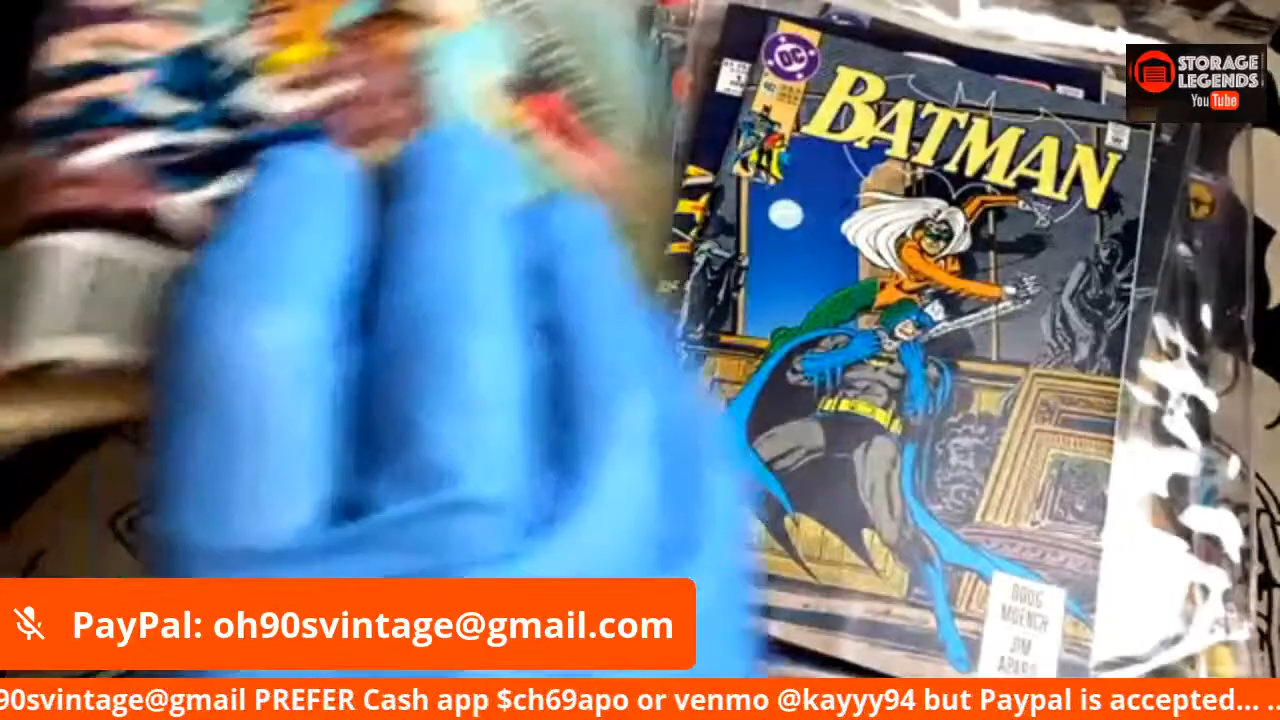 STORAGE
LEGENDS
YouTube
DC
BATMAN
DOUG
MOENCH
JIM
APARO
PayPal: oh90svintage@gmail.com
90svintage@gmail PREFER Cash app $ch69apo or venmo @kayyy94 but Paypal is accepted... ..